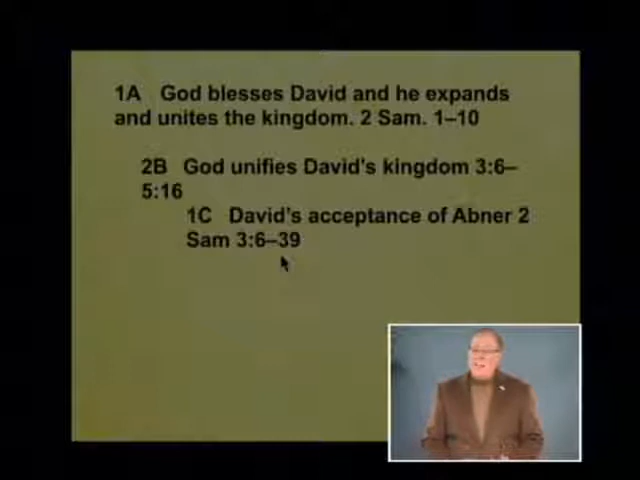 1A God blesses David and he expands
and unites the kingdom. 2 Sam. 1–10
2B God unifies David's kingdom 3:6–
5:16
1C David's acceptance of Abner 2
Sam 3:6–39